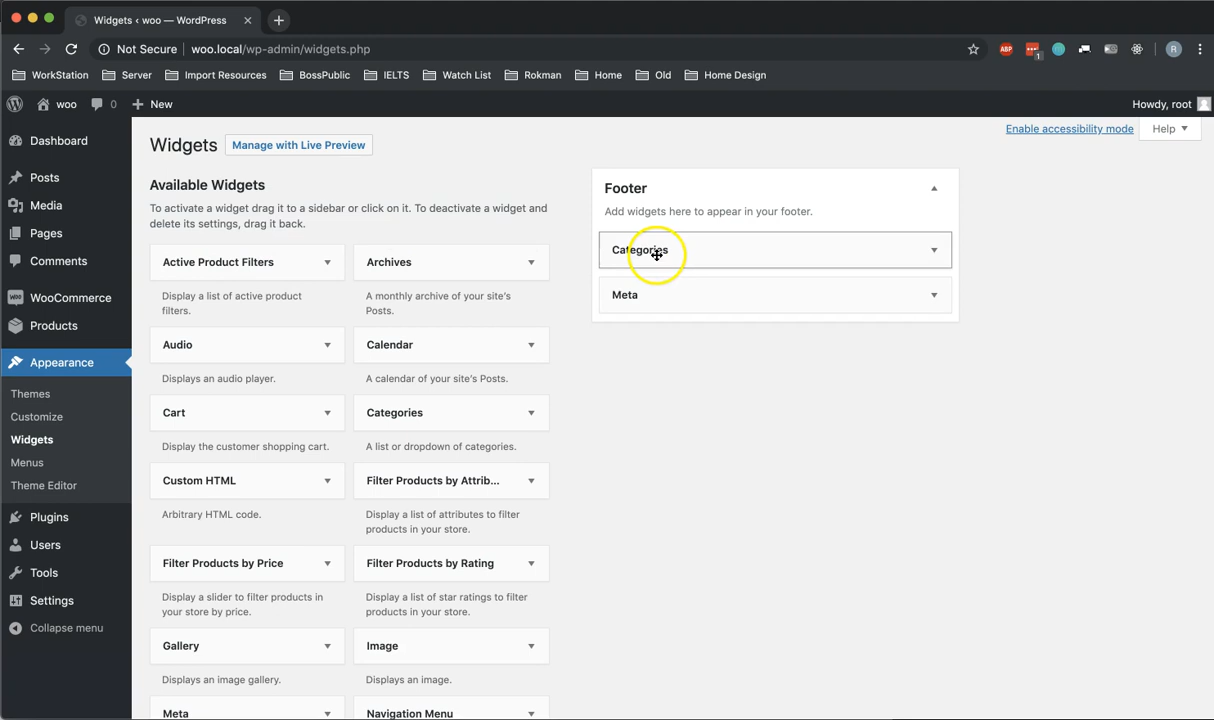 Widgets ‹ woo — WordPress
Not Secure woo.local/wp-admin/widgets.php
ABP 1 R
WorkStation Server Import Resources BossPublic IELTS Watch List Rokman Home Old Home Design
woo 0 New Howdy, root
Enable accessibility mode Help
Dashboard
Posts
Media
Pages
Comments
WOO WooCommerce
Products
Appearance
Themes
Customize
Widgets
Menus
Theme Editor
Plugins
Users
Tools
Settings
Collapse menu
Widgets Manage with Live Preview
Available Widgets
To activate a widget drag it to a sidebar or click on it. To deactivate a widget and
delete its settings, drag it back.
Active Product Filters
Display a list of active product
filters.
Archives
A monthly archive of your site's
Posts.
Audio
Displays an audio player.
Calendar
A calendar of your site's Posts.
Cart
Display the customer shopping cart.
Categories
A list or dropdown of categories.
Custom HTML
Arbitrary HTML code.
Filter Products by Attrib...
Display a list of attributes to filter
products in your store.
Filter Products by Price
Display a slider to filter products in
your store by price.
Filter Products by Rating
Display a list of star ratings to filter
products in your store.
Gallery
Displays an image gallery.
Image
Displays an image.
Meta
Navigation Menu
Footer
Add widgets here to appear in your footer.
Categories
Meta